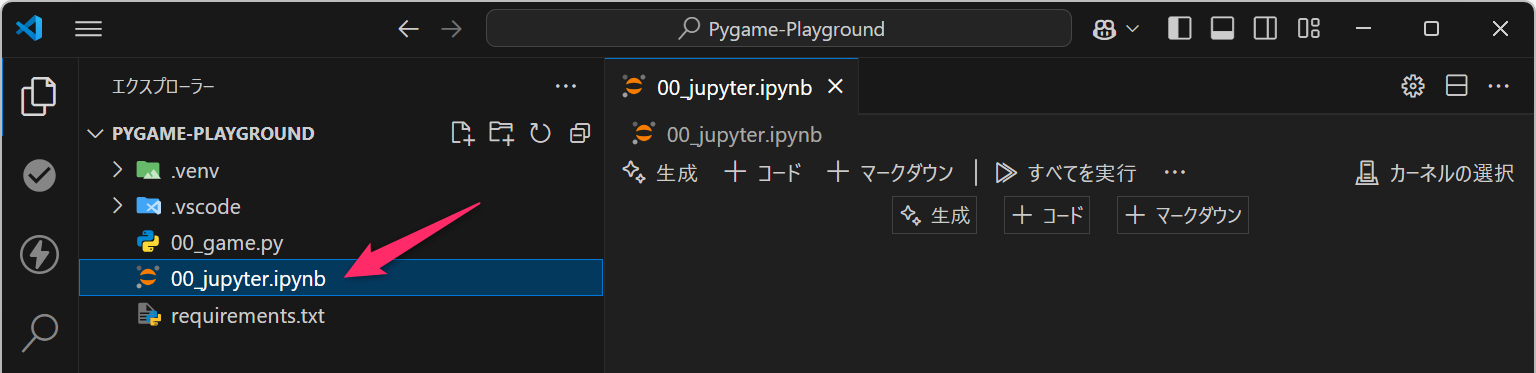 Pygame-Playground
エクスプローラー
00_jupyter.ipynb
PYGAME-PLAYGROUND
00_jupyter.ipynb
.venv
生成 コード マークダウン すべてを実行 カーネルの選択
.vscode
生成 コード マークダウン
00_game.py
00_jupyter.ipynb
requirements.txt